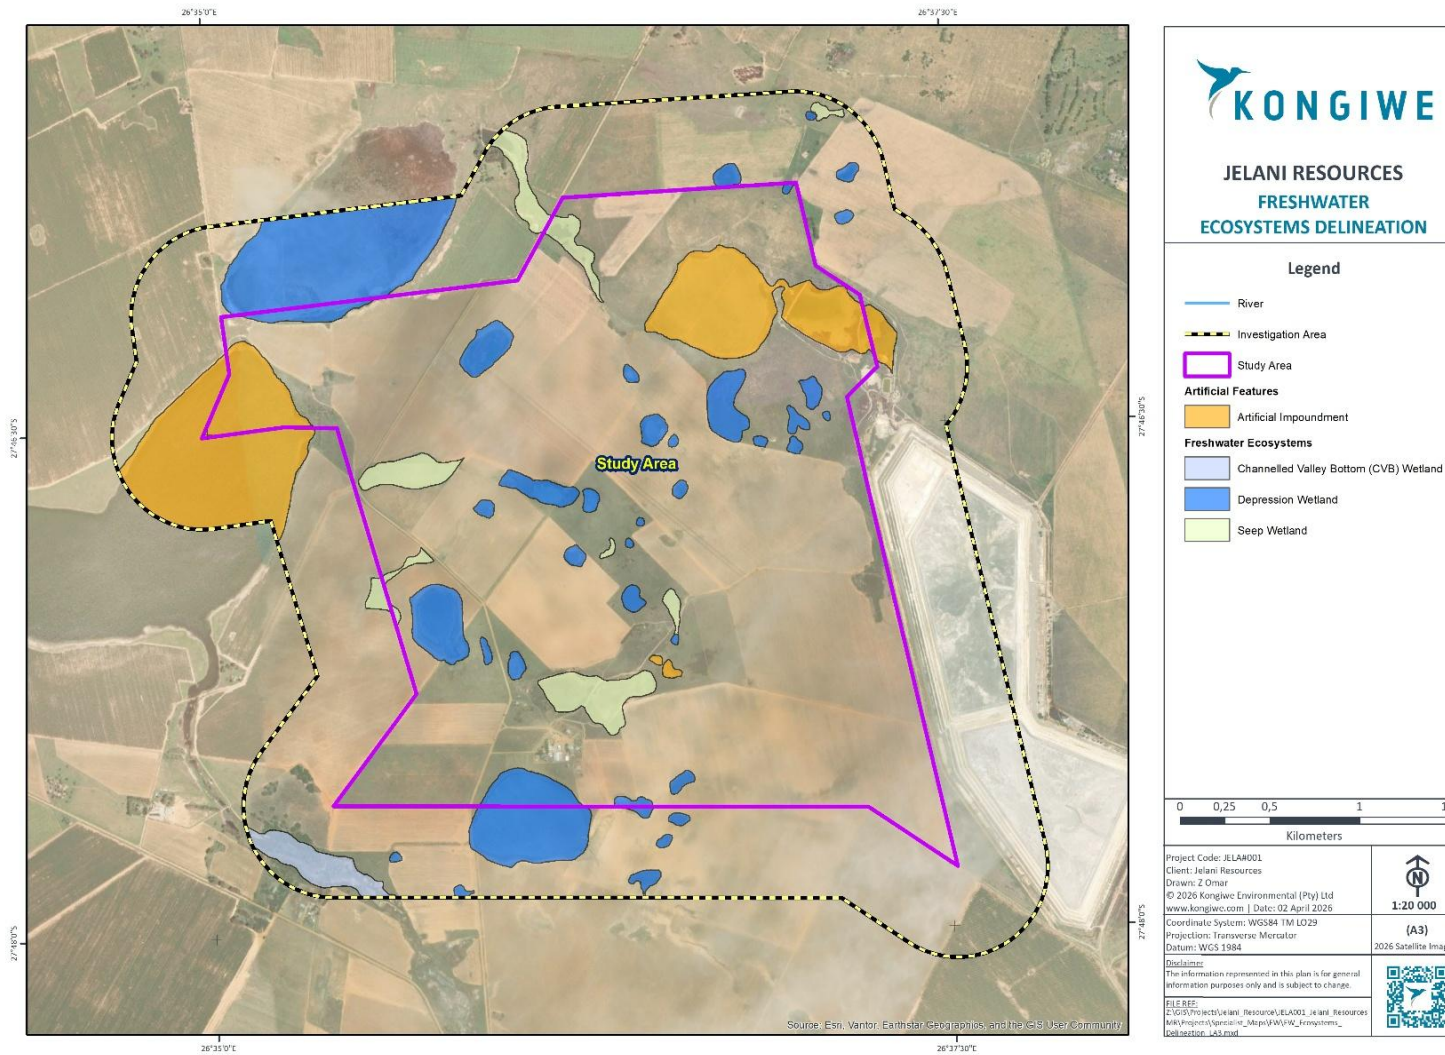 26°35'0"E
26°37'30"E
27°46'30"S
27°46'30"S
27°48'0"S
27°48'0"S
26°35'0"E
26°37'30"E
Study Area
Source: Esri, Vantor, Earthstar Geographics, and the GIS User Community
KONGIWE
JELANI RESOURCES
FRESHWATER
ECOSYSTEMS DELINEATION
Legend
River
Investigation Area
Study Area
Artificial Features
Artificial Impoundment
Freshwater Ecosystems
Channelled Valley Bottom (CVB) Wetland
Depression Wetland
Seep Wetland
0 0,25 0,5 1 1
Kilometers
Project Code: JELA#001
Client: Jelani Resources
Drawn: Z Omar
© 2026 Kongiwe Environmental (Pty) Ltd
www.kongiwe.com | Date: 02 April 2026
N
1:20 000
Coordinate System: WGS84 TM LO29
Projection: Transverse Mercator
Datum: WGS 1984
(A3)
2026 Satellite
Disclaimer
The information represented in this plan is for general
information purposes only and is subject to change.
FILE REF: